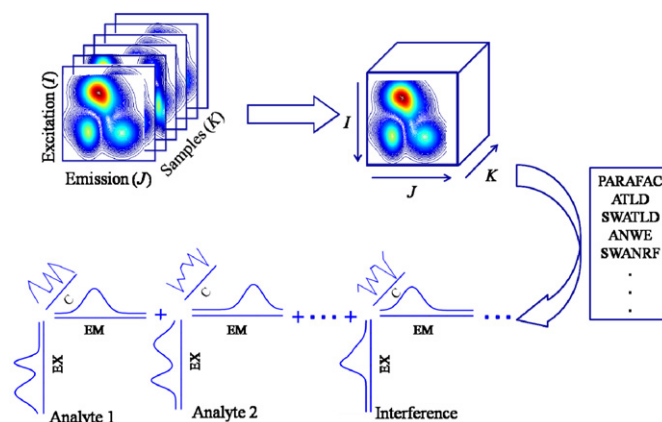 Excitation (I)
Emission (J)
Samples (K)
I
J
K
PARAFAC
ATLD
SWATLD
ANWE
SWANRF
.
.
.
C
EM
EX
Analyte 1
+
C
EM
EX
Analyte 2
+ •••• +
C
EM
EX
Interference
••••